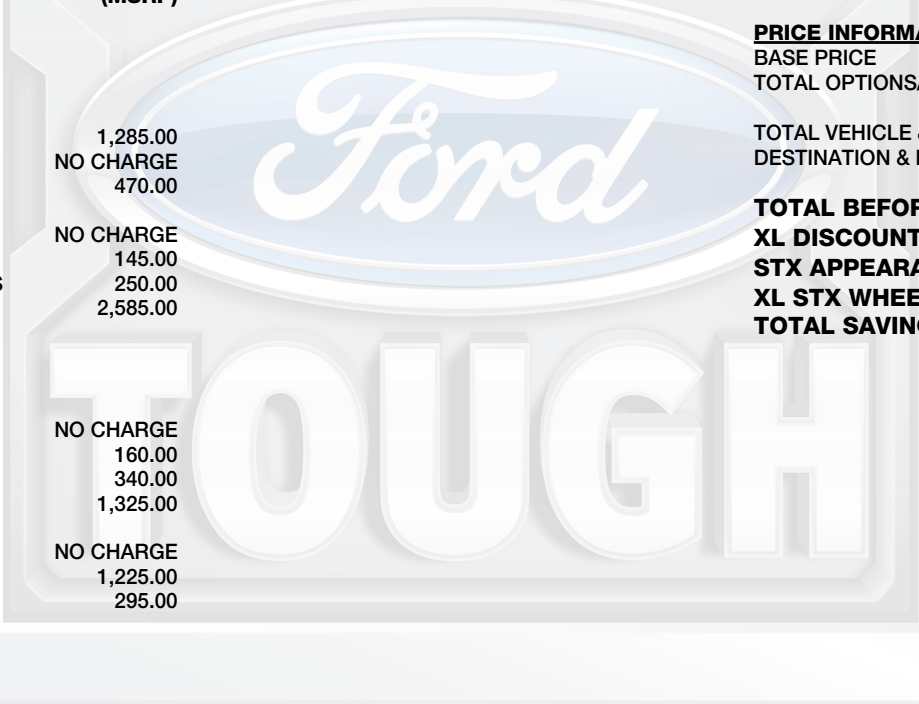 (MSRP)
1,285.00
NO CHARGE
470.00
NO CHARGE
145.00
250.00
2,585.00
NO CHARGE
160.00
340.00
1,325.00
NO CHARGE
1,225.00
295.00
PRICE INFORMA
BASE PRICE
TOTAL OPTIONS
TOTAL VEHICLE &
DESTINATION &
TOTAL BEFOR
XL DISCOUNT
STX APPEARA
XL STX WHEE
TOTAL SAVING
Ford
TOUGH